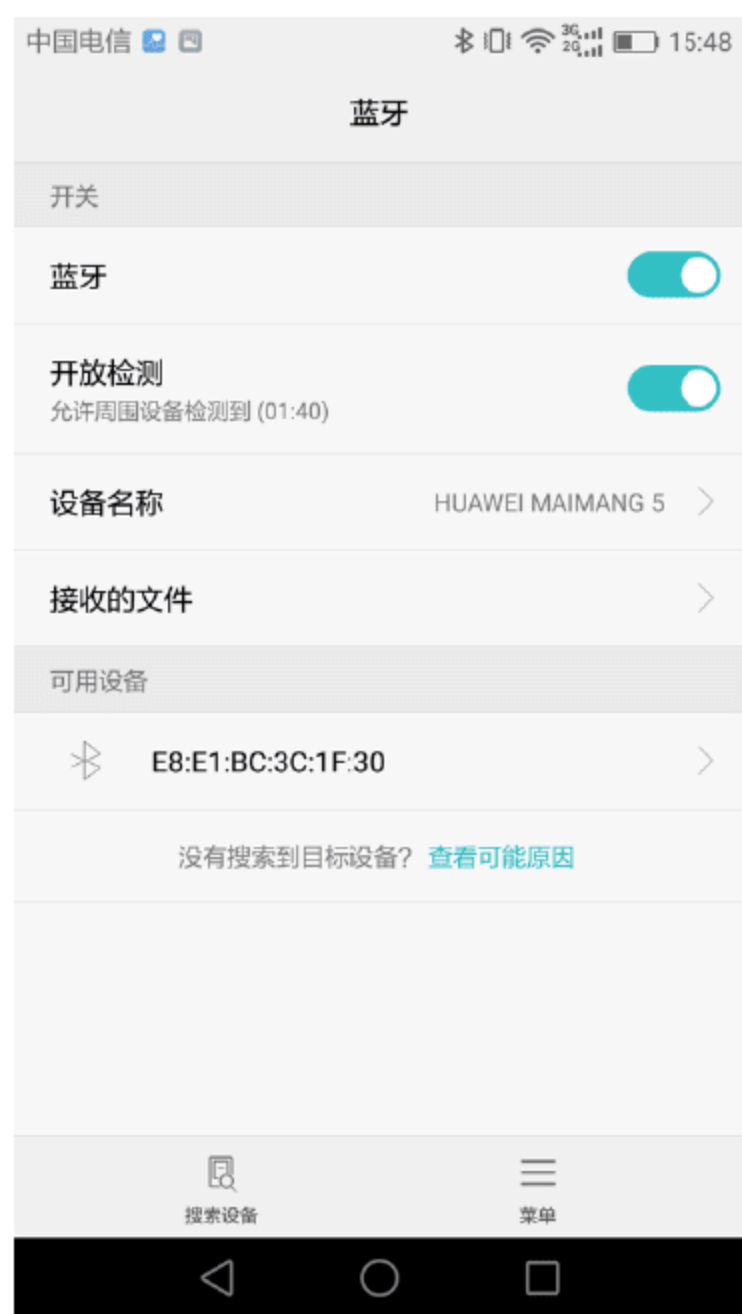 中国电信 3G 2G 15:48
蓝牙
开关
蓝牙
开放检测
允许周围设备检测到 (01:40)
设备名称 HUAWEI MAIMANG 5
接收的文件
可用设备
E8:E1:BC:3C:1F:30
没有搜索到目标设备? 查看可能原因
搜索设备 菜单